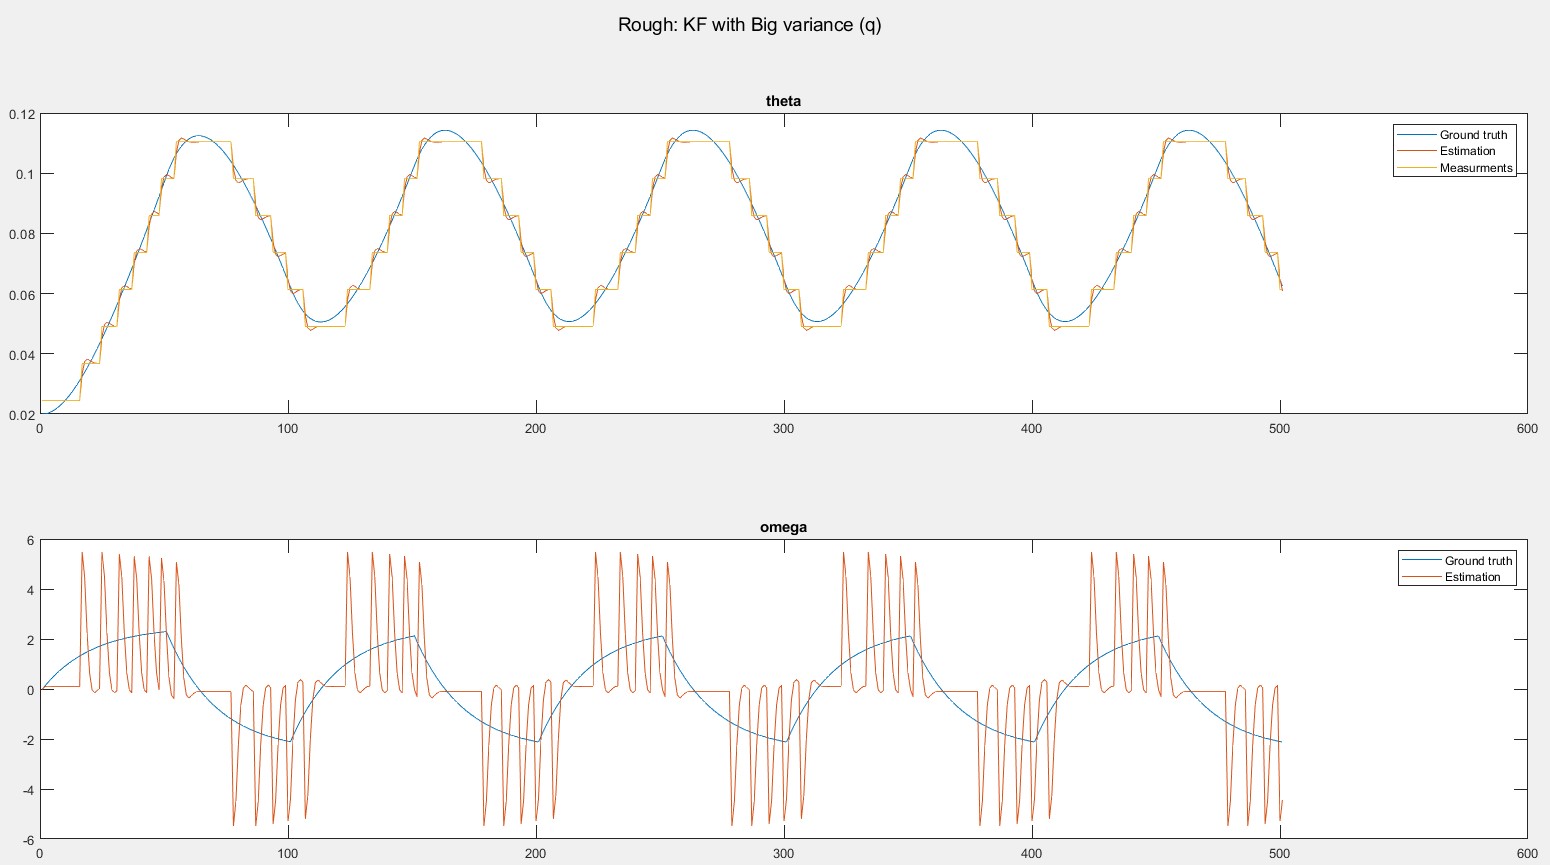 Rough: KF with Big variance (q)
theta
0.12
0.1
0.08
0.06
0.04
0.02
0 100 200 300 400 500 600
Ground truth
Estimation
Measurments
omega
6
4
2
0
-2
-4
-6
0 100 200 300 400 500 600
Ground truth
Estimation